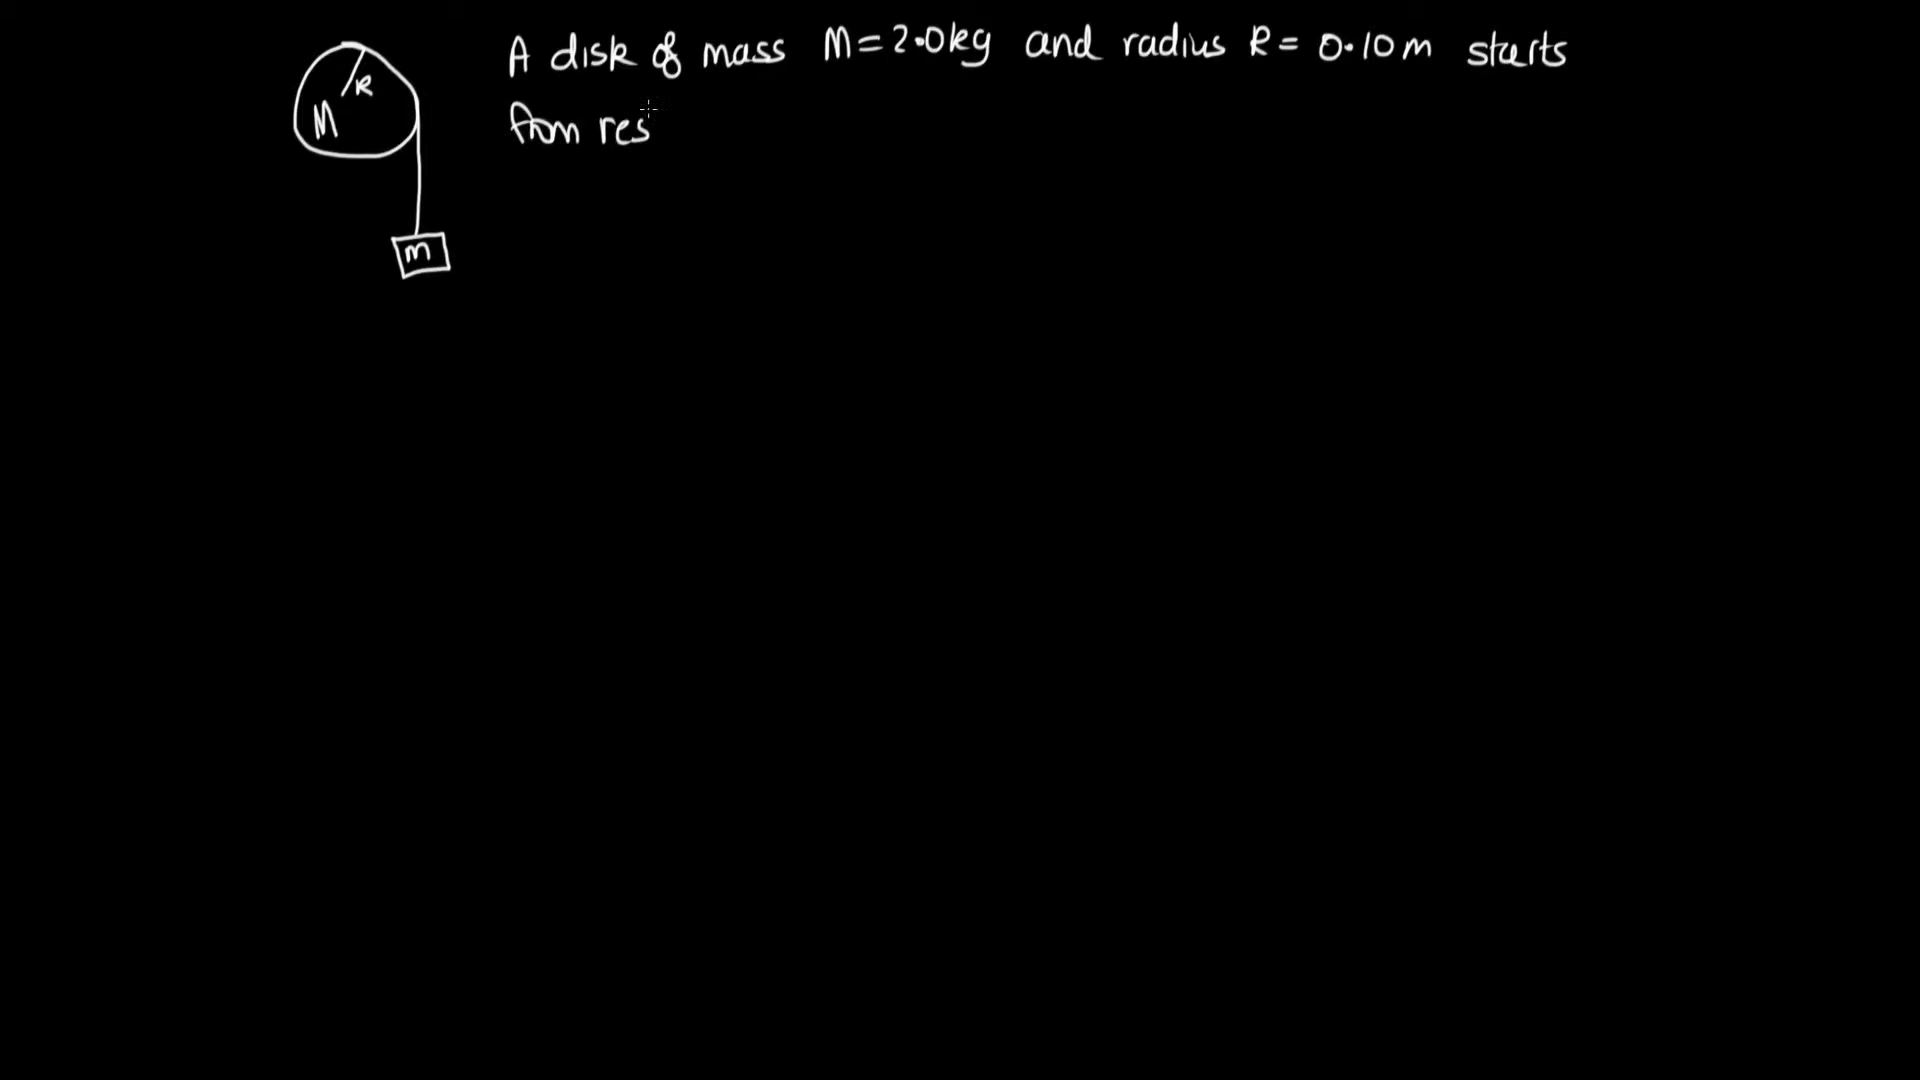 A disk of mass M=2.0kg and radius R= 0.10m starts
from res
R
M
m